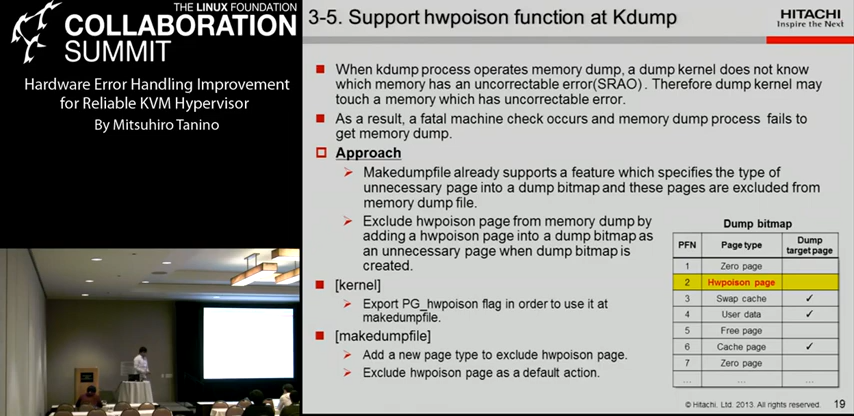 THE LINUX FOUNDATION
COLLABORATION
SUMMIT
Hardware Error Handling Improvement
for Reliable KVM Hypervisor
By Mitsuhiro Tanino
3-5. Support hwpoison function at Kdump
HITACHI
Inspire the Next
When kdump process operates memory dump, a dump kernel does not know
which memory has an uncorrectable error(SRAO) . Therefore dump kernel may
touch a memory which has uncorrectable error.
As a result, a fatal machine check occurs and memory dump process fails to
get memory dump.
Approach
Makedumpfile already supports a feature which specifies the type of
unnecessary page into a dump bitmap and these pages are excluded from
memory dump file.
Exclude hwpoison page from memory dump by
adding a hwpoison page into a dump bitmap as
an unnecessary page when dump bitmap is
created.
[kernel]
Export PG_hwpoison flag in order to use it at
makedumpfile.
[makedumpfile]
Add a new page type to exclude hwpoison page.
Exclude hwpoison page as a default action.
Dump bitmap
PFN Page type Dump target page
1 Zero page
2 Hwpoison page
3 Swap cache ✓
4 User data ✓
5 Free page
6 Cache page ✓
7 Zero page
... ... ...
© Hitachi, Ltd. 2013. All rights reserved. 19